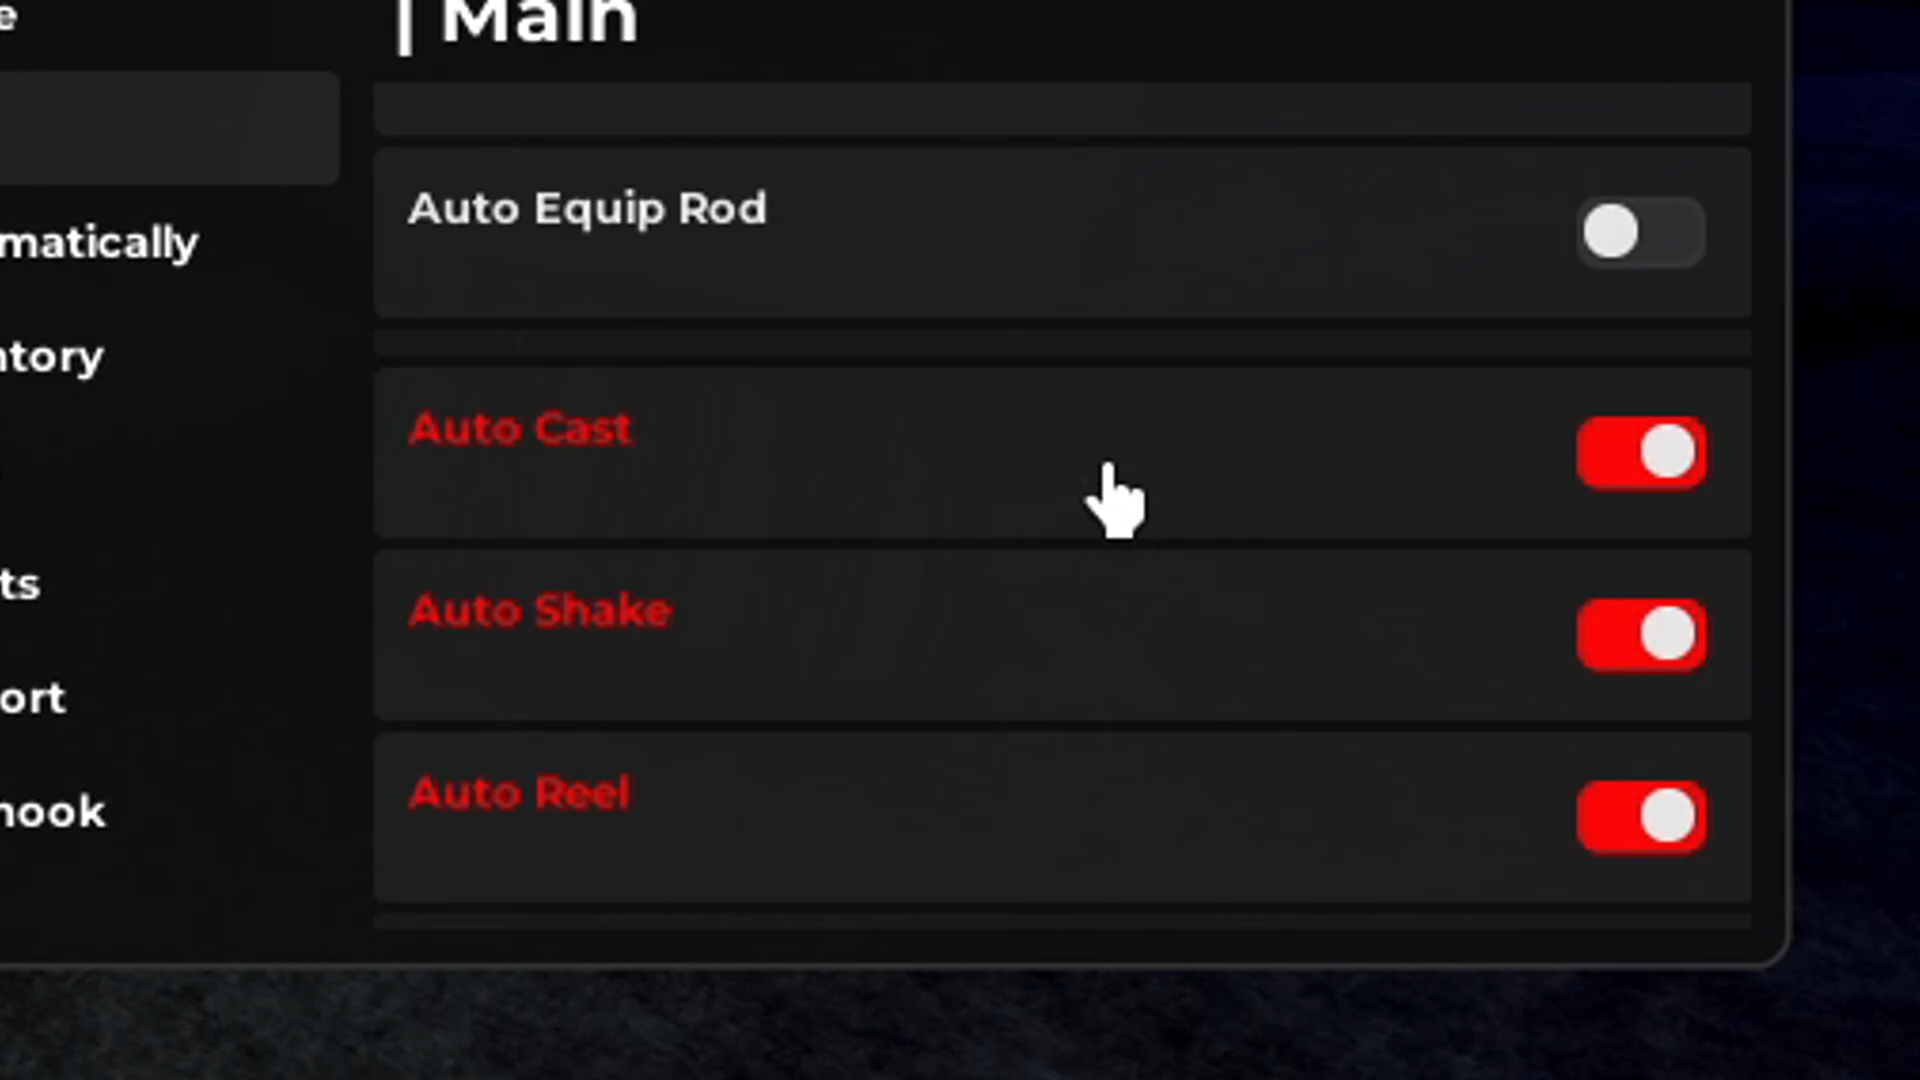 e
| Main
Auto Equip Rod
matically
ntory
Auto Cast
Auto Shake
ts
ort
Auto Reel
hook